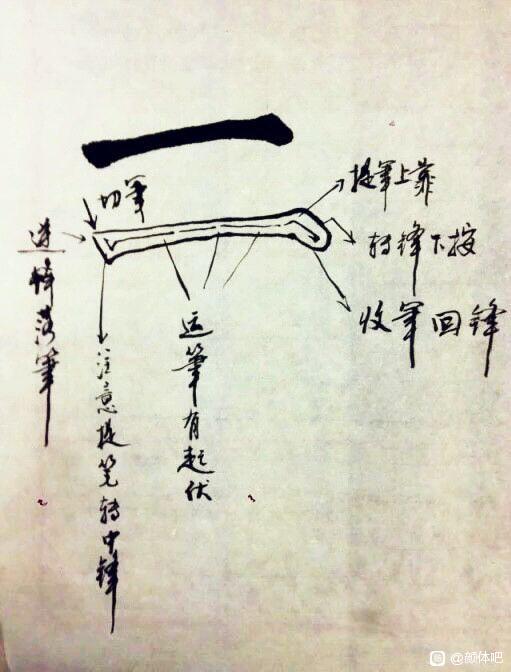 一
切筆
逆锋落筆
注意提笔转中锋
运筆有起伏
提筆上靠
转锋下按
收筆回锋
@颜体吧